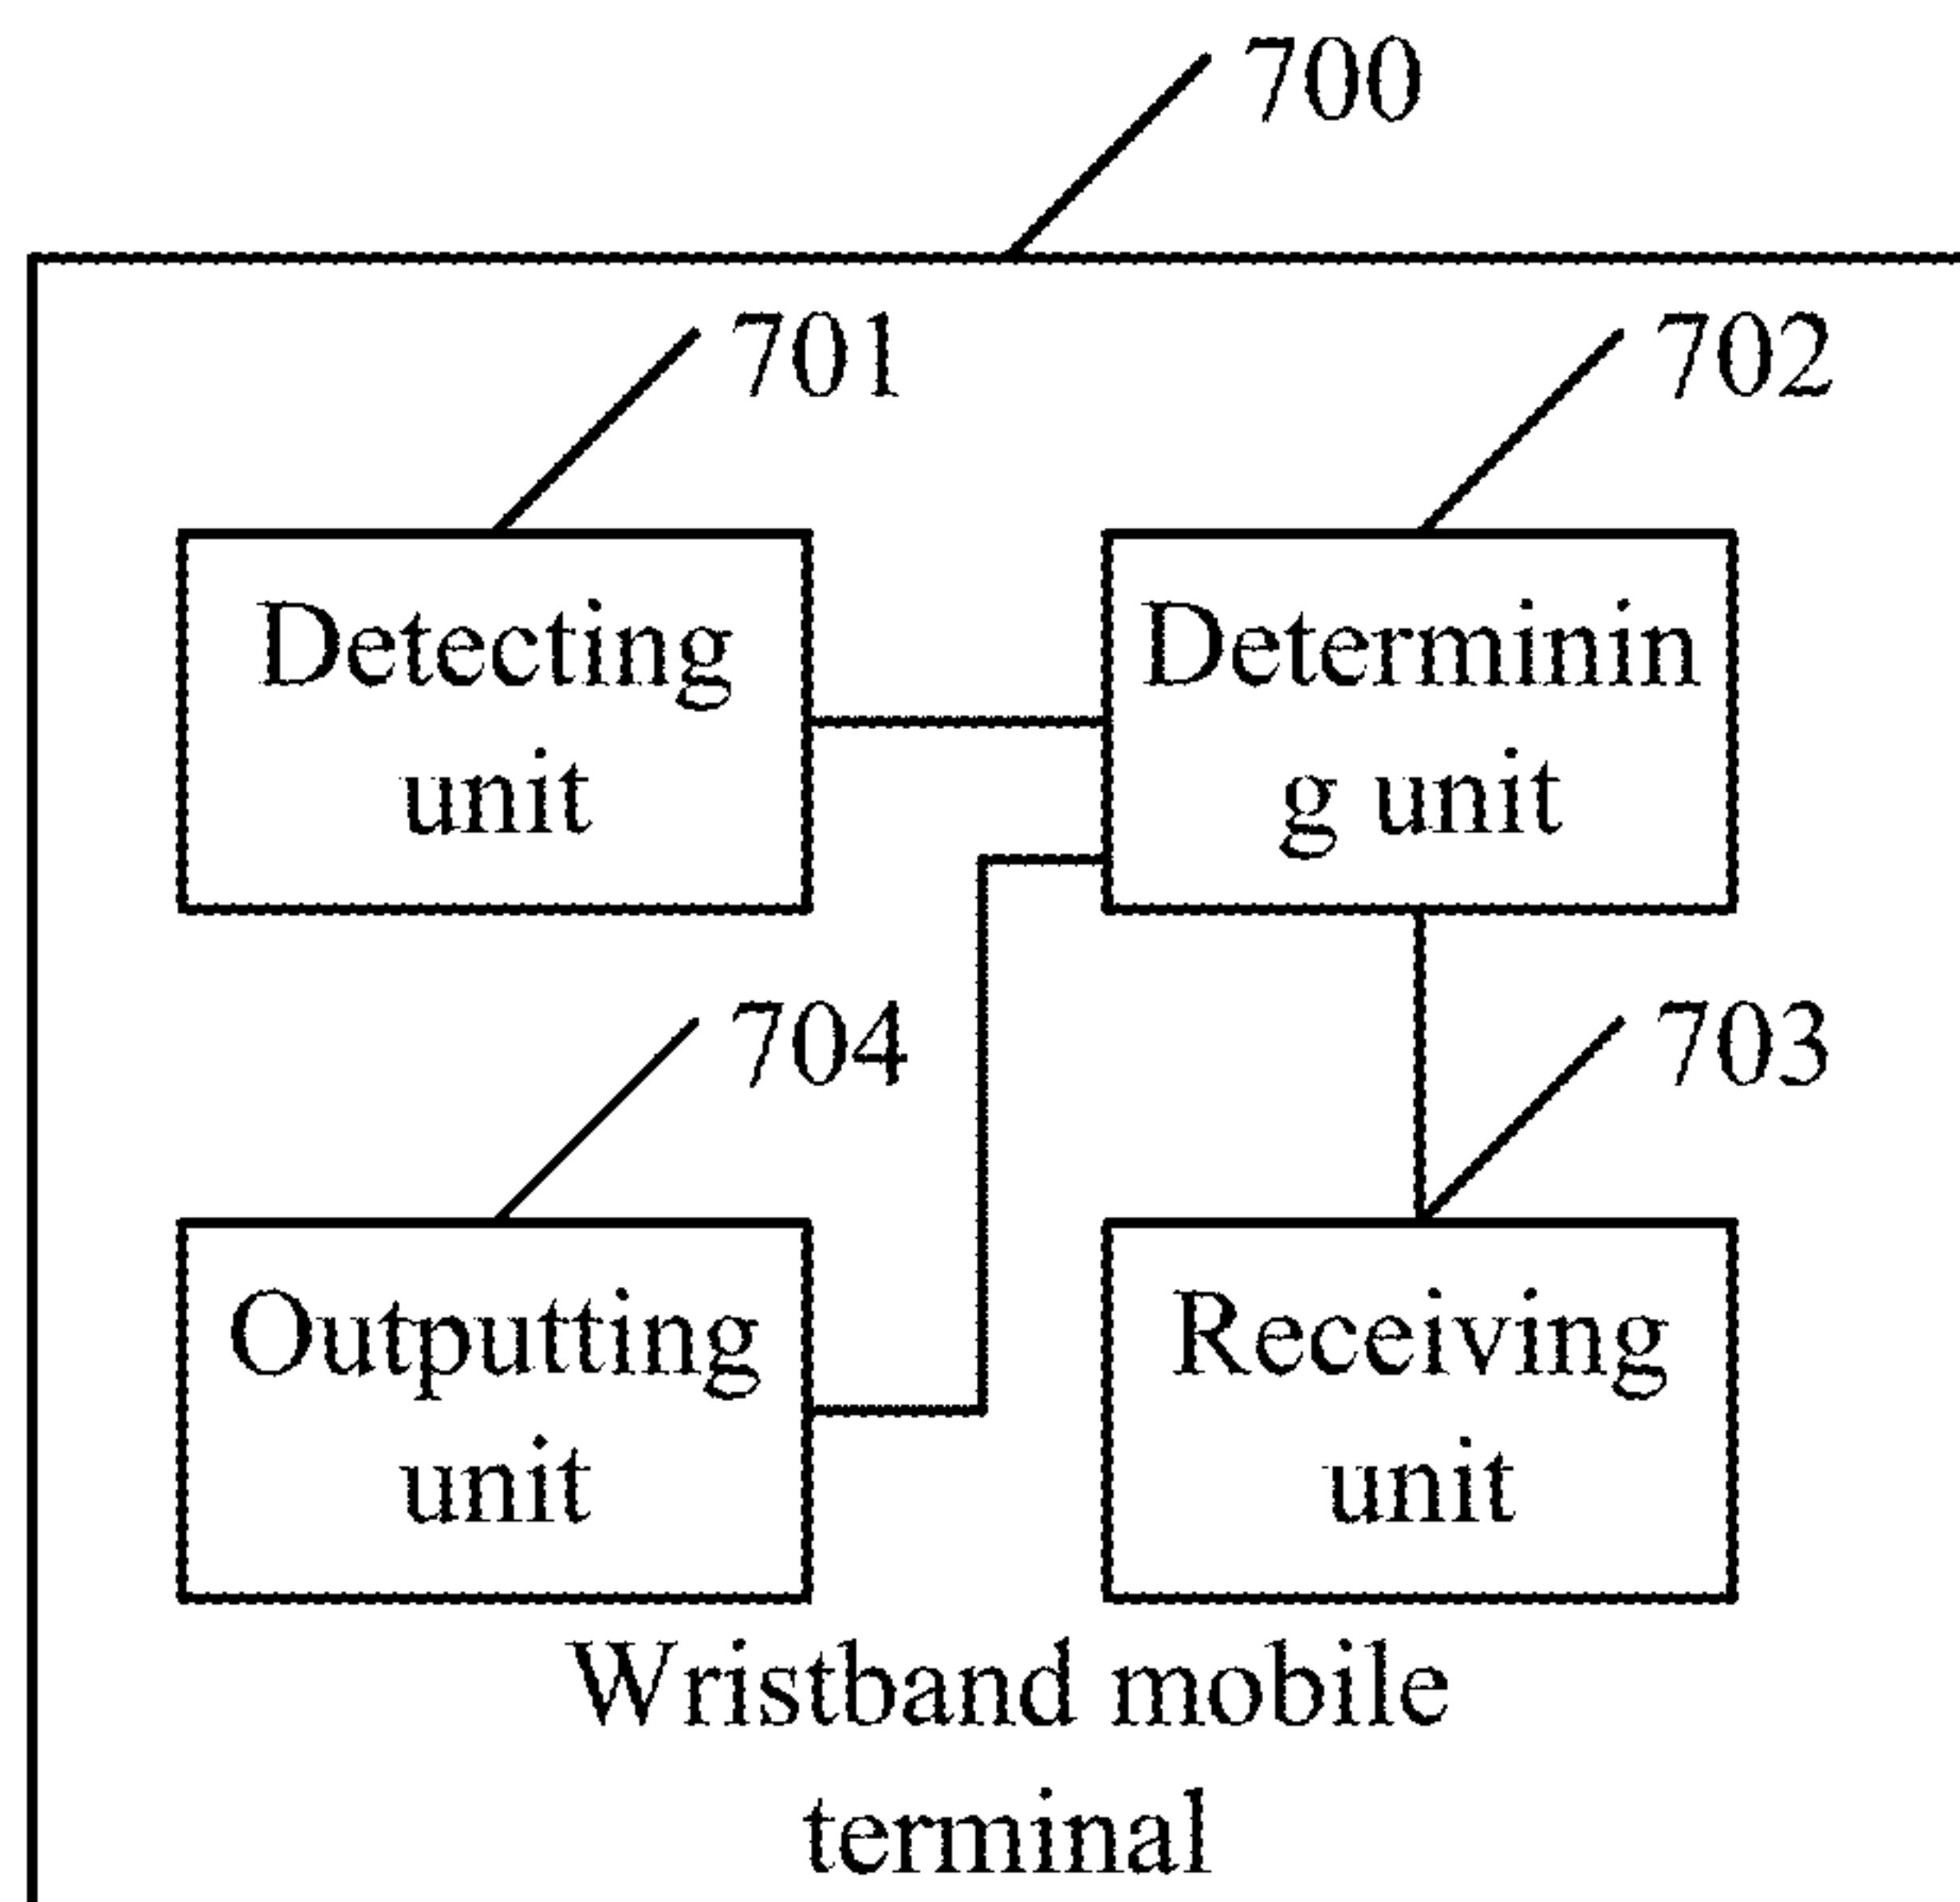 700
701
702
Detecting
unit
Determinin
g unit
704
703
Outputting
unit
Receiving
unit
Wristband mobile
terminal